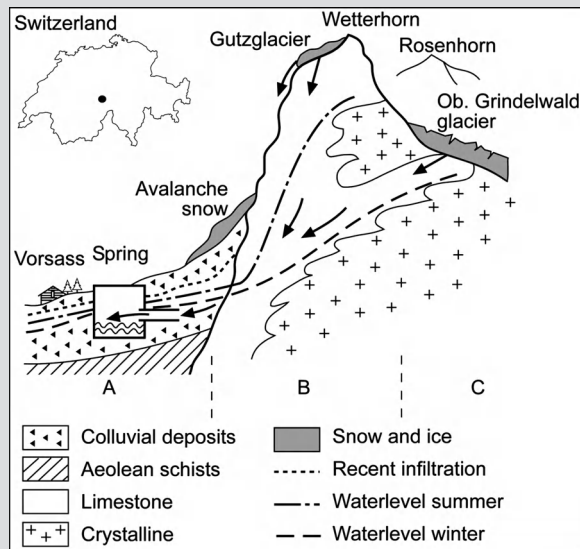 Switzerland
Wetterhorn
Gutzglacier
Rosenhorn
Ob. Grindelwald
glacier
Avalanche
snow
Vorsass
Spring
A
B
C
Colluvial deposits
Aeolean schists
Limestone
Crystalline
Snow and ice
Recent infiltration
Waterlevel summer
Waterlevel winter